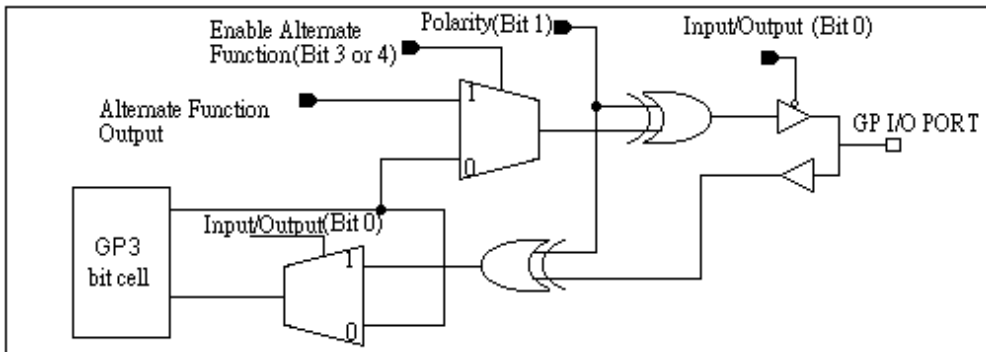 Enable Alternate
Function(Bit 3 or 4)
Polarity(Bit 1)
Input/Output (Bit 0)
Alternate Function
Output
1
0
GP I/O PORT
GP3
bit cell
Input/Output(Bit 0)
1
0